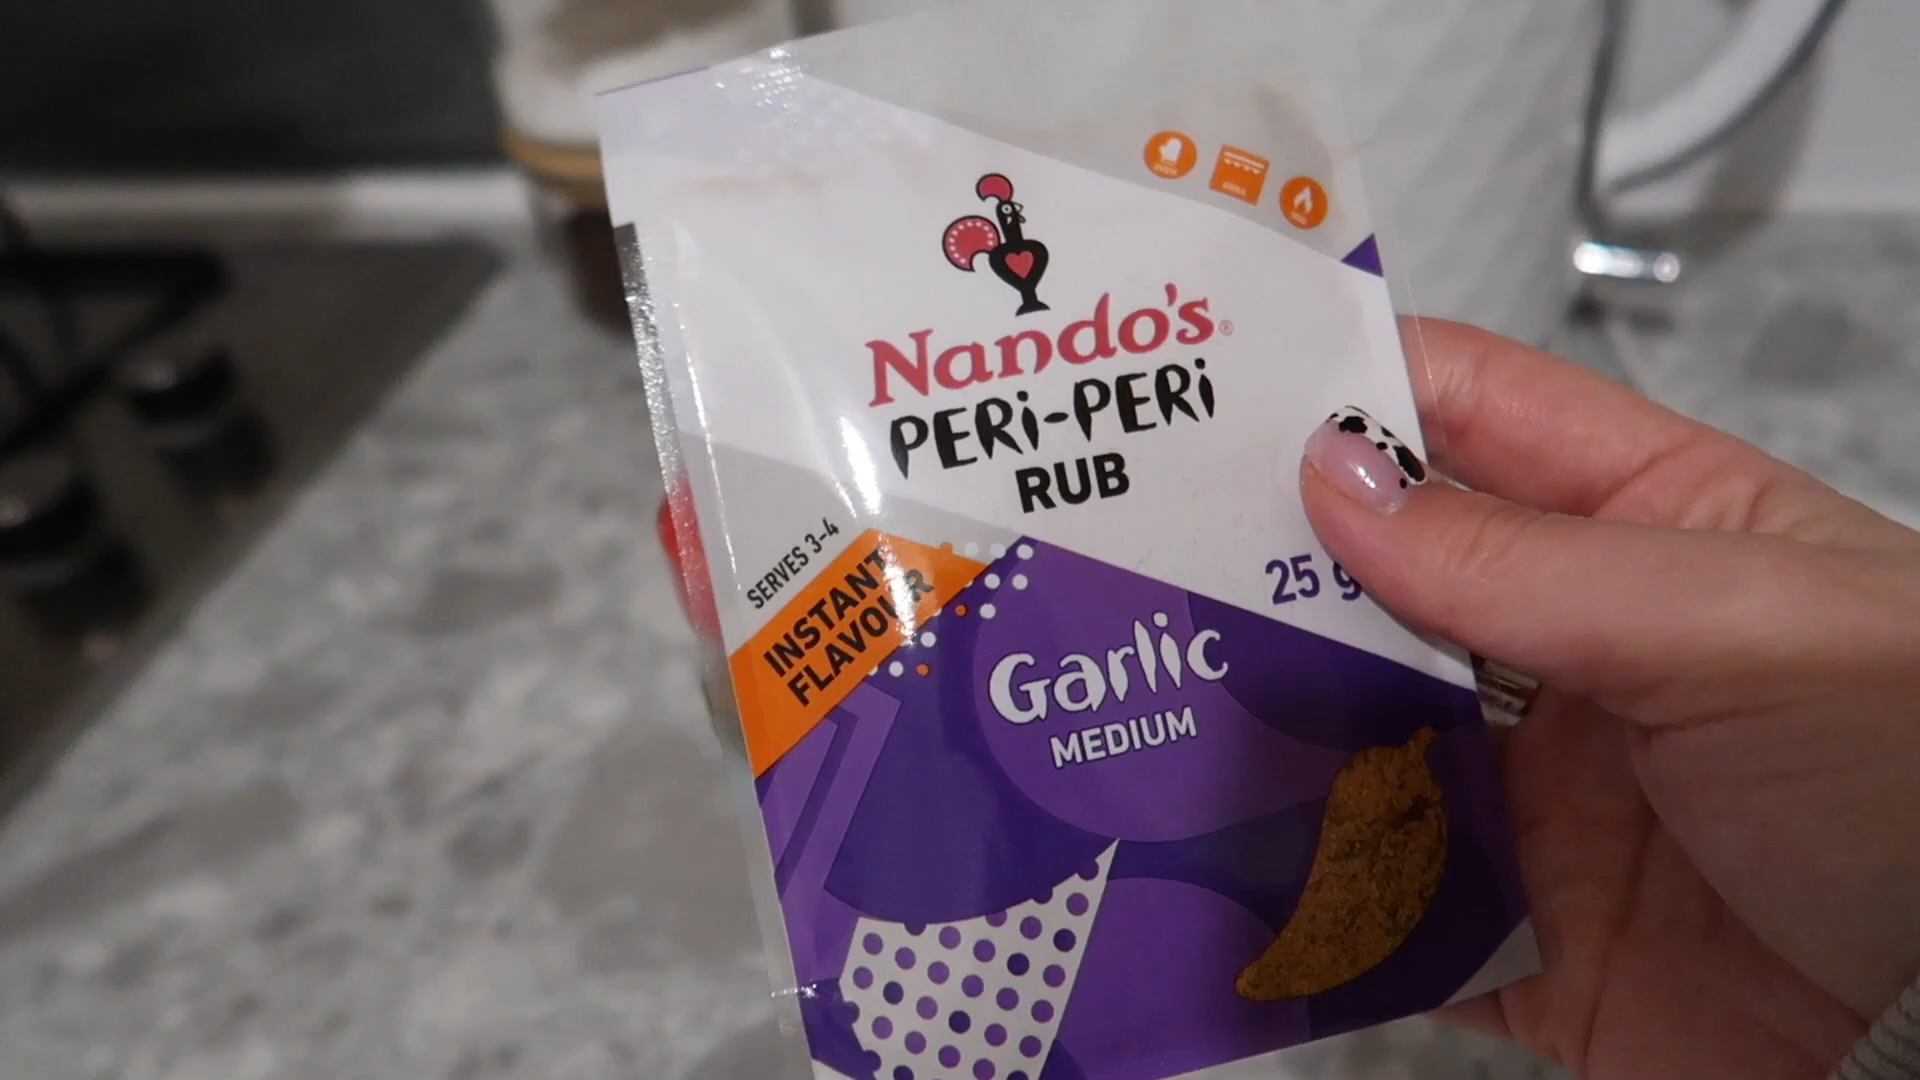 Nando's®
PERi-PERi
RUB
SERVES 3-4
INSTANT
FLAVOUR
25 g
Garlic
MEDIUM